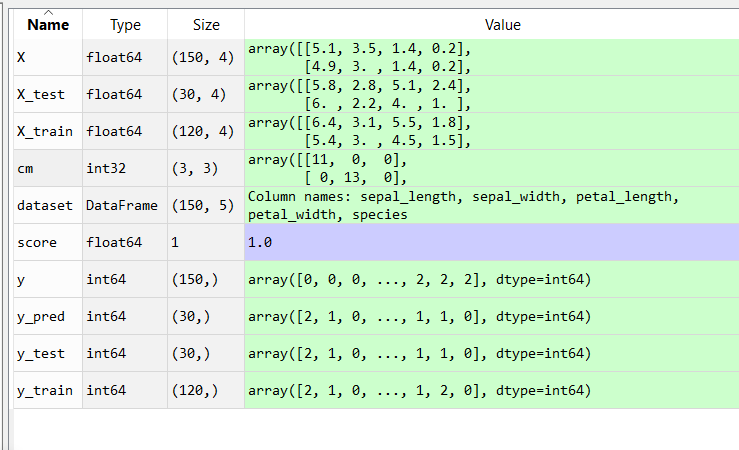 Name Type Size Value
X float64 (150, 4) array([[5.1, 3.5, 1.4, 0.2],
[4.9, 3. , 1.4, 0.2],
X_test float64 (30, 4) array([[5.8, 2.8, 5.1, 2.4],
[6. , 2.2, 4. , 1. ],
X_train float64 (120, 4) array([[6.4, 3.1, 5.5, 1.8],
[5.4, 3. , 4.5, 1.5],
cm int32 (3, 3) array([[11,  0,  0],
[ 0, 13,  0],
dataset DataFrame (150, 5) Column names: sepal_length, sepal_width, petal_length,
petal_width, species
score float64 1 1.0
y int64 (150,) array([0, 0, 0, ..., 2, 2, 2], dtype=int64)
y_pred int64 (30,) array([2, 1, 0, ..., 1, 1, 0], dtype=int64)
y_test int64 (30,) array([2, 1, 0, ..., 1, 1, 0], dtype=int64)
y_train int64 (120,) array([2, 1, 0, ..., 1, 2, 0], dtype=int64)